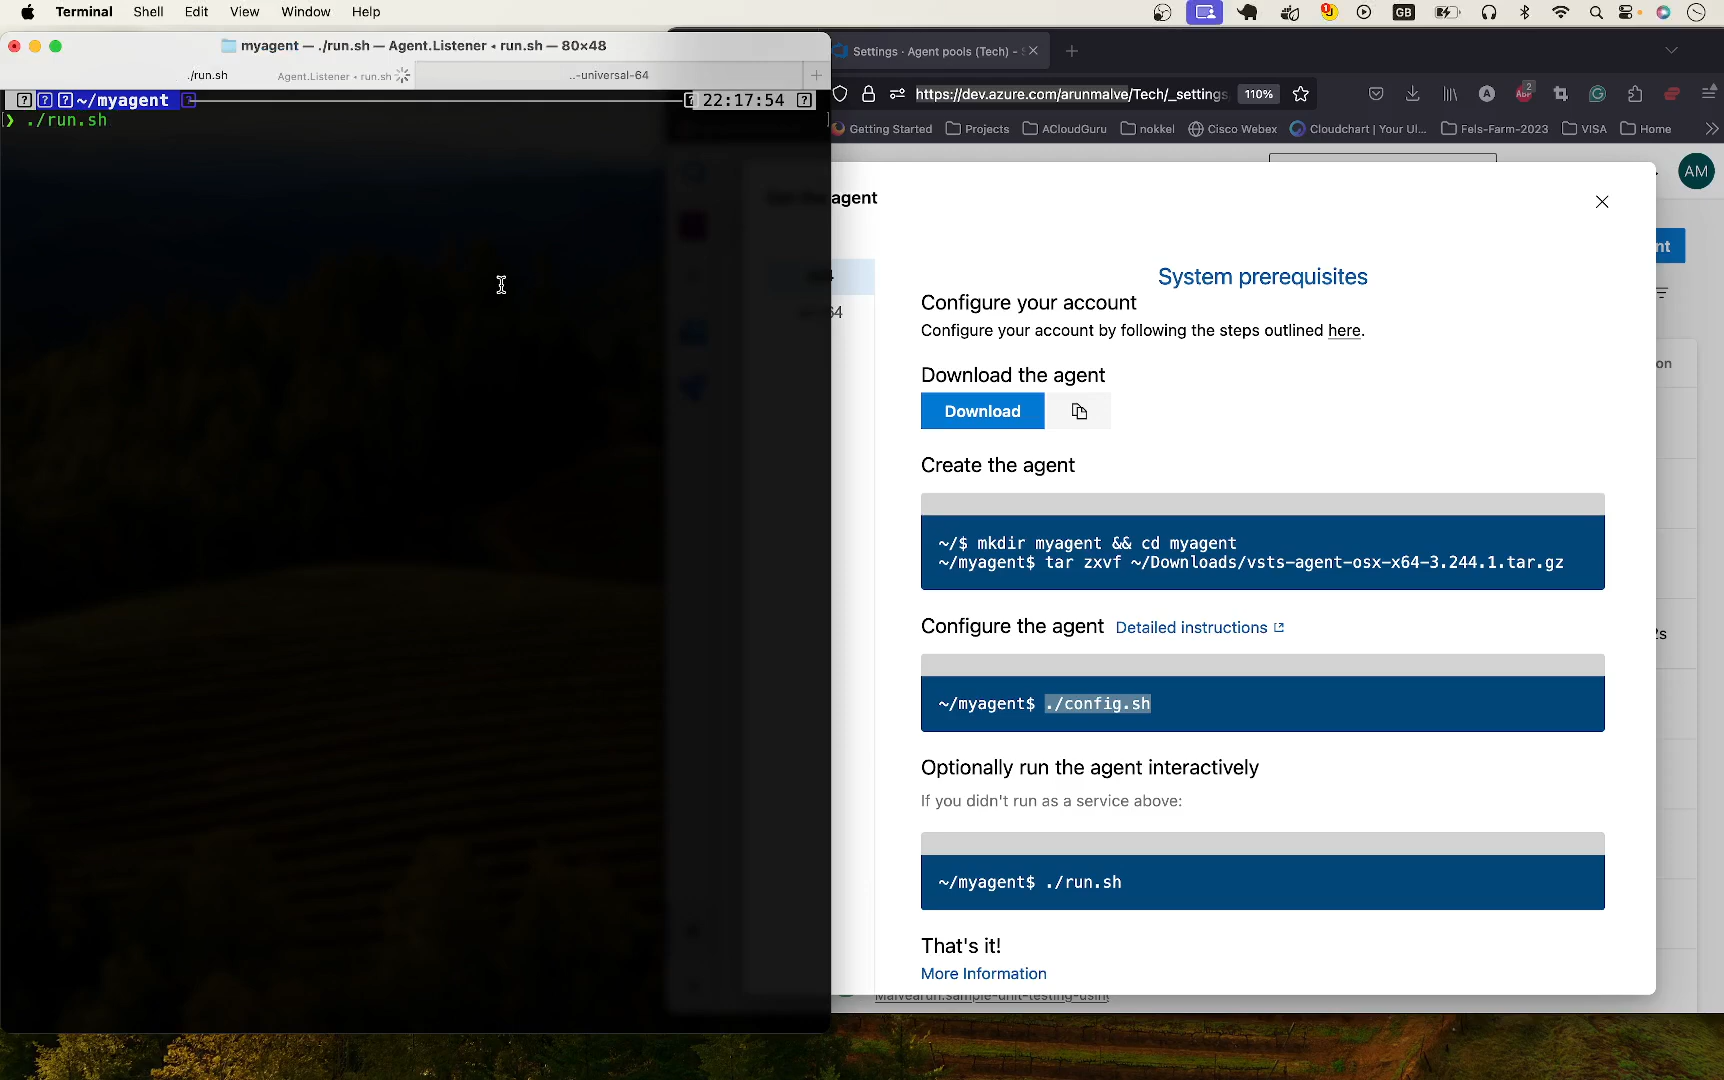 Terminal Shell Edit View Window Help
GB
myagent — ./run.sh — Agent.Listener ◂ run.sh — 80×48
./run.sh Agent.Listener • run.sh
..-universal-64
~/myagent 22:17:54
❯ ./run.sh
Settings · Agent pools (Tech) -
https://dev.azure.com/arunmalve/Tech/_settings 110%
Getting Started Projects ACloudGuru nokkel Cisco Webex Cloudchart | Your UI... Fels-Farm-2023 VISA Home
AM
agent
nt
System prerequisites
Configure your account
Configure your account by following the steps outlined here.
on
Download the agent
Download
Create the agent
~/$ mkdir myagent && cd myagent
~/myagent$ tar zxvf ~/Downloads/vsts-agent-osx-x64-3.244.1.tar.gz
Configure the agent Detailed instructions
~/myagent$ ./config.sh
Optionally run the agent interactively
If you didn't run as a service above:
~/myagent$ ./run.sh
That's it!
More Information